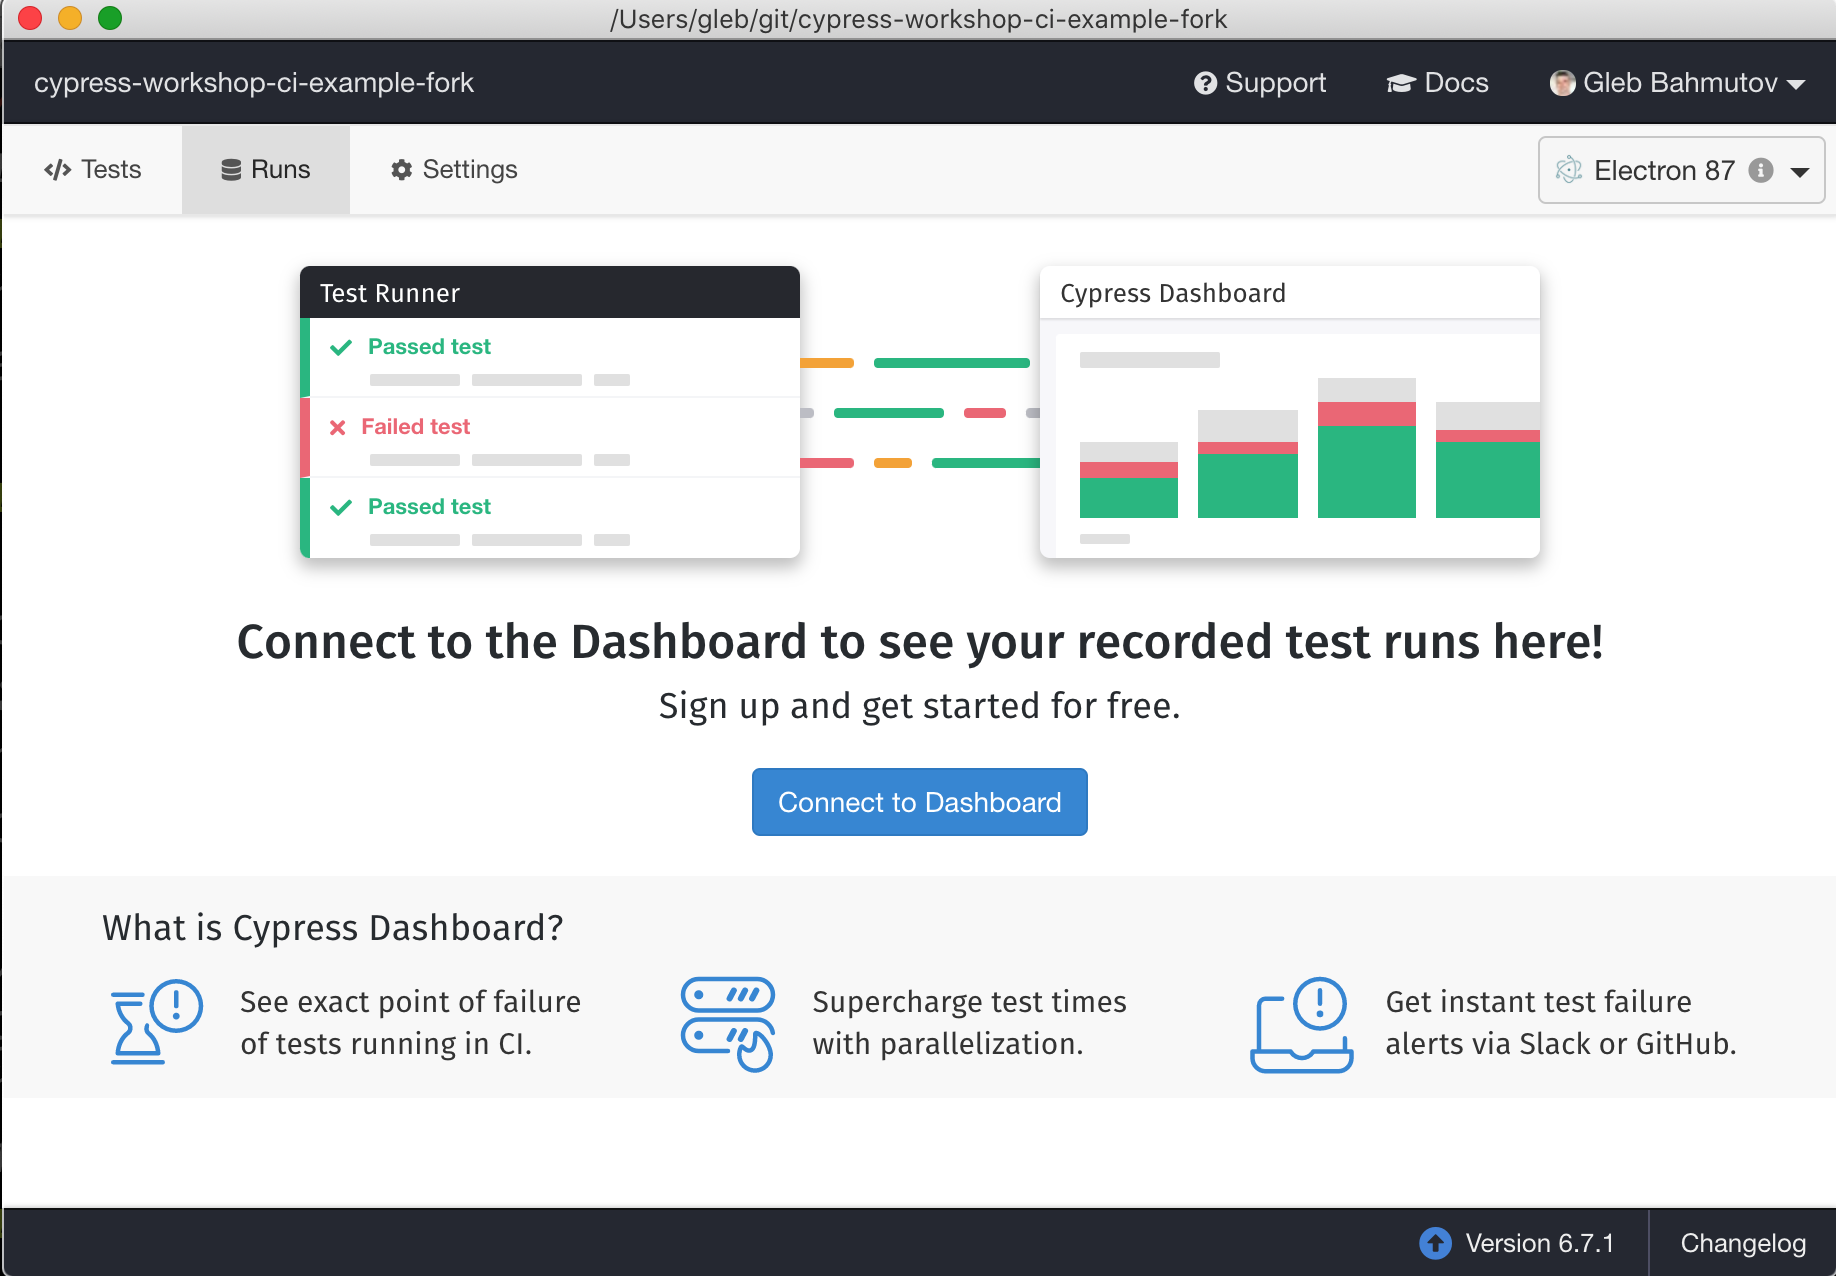 /Users/gleb/git/cypress-workshop-ci-example-fork
cypress-workshop-ci-example-fork
Support
Docs
Gleb Bahmutov
Tests
Runs
Settings
Electron 87
Test Runner
Passed test
Failed test
Passed test
Cypress Dashboard
Connect to the Dashboard to see your recorded test runs here!
Sign up and get started for free.
Connect to Dashboard
What is Cypress Dashboard?
See exact point of failure
of tests running in CI.
Supercharge test times
with parallelization.
Get instant test failure
alerts via Slack or GitHub.
Version 6.7.1
Changelog